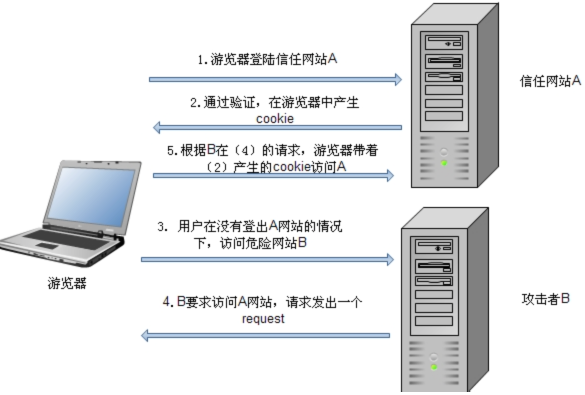 1.游览器登陆信任网站A
2.通过验证，在游览器中产生
cookie
5.根据B在（4）的请求，游览器带着
（2）产生的cookie访问A
3. 用户在没有登出A网站的情况
下，访问危险网站B
4.B要求访问A网站，请求发出一个
request
游览器
信任网站A
攻击者B